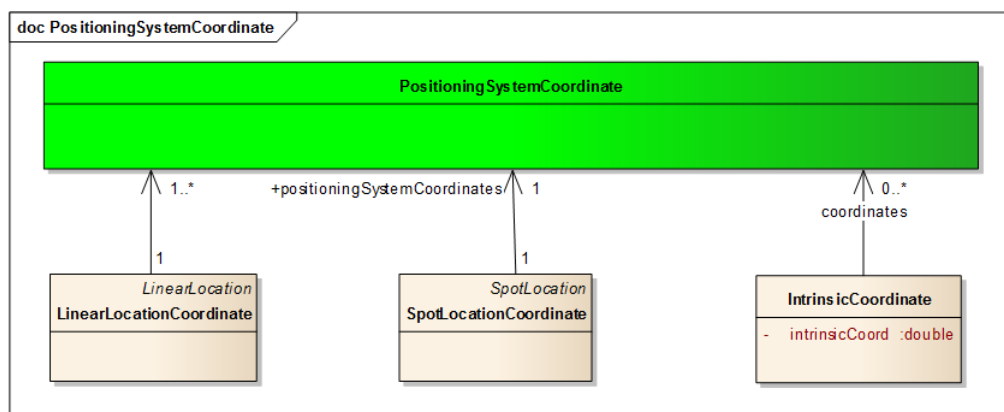 doc PositioningSystemCoordinate
PositioningSystemCoordinate
1..*
+positioningSystemCoordinates
1
0..*
coordinates
1
1
LinearLocation
LinearLocationCoordinate
SpotLocation
SpotLocationCoordinate
IntrinsicCoordinate
- intrinsicCoord :double